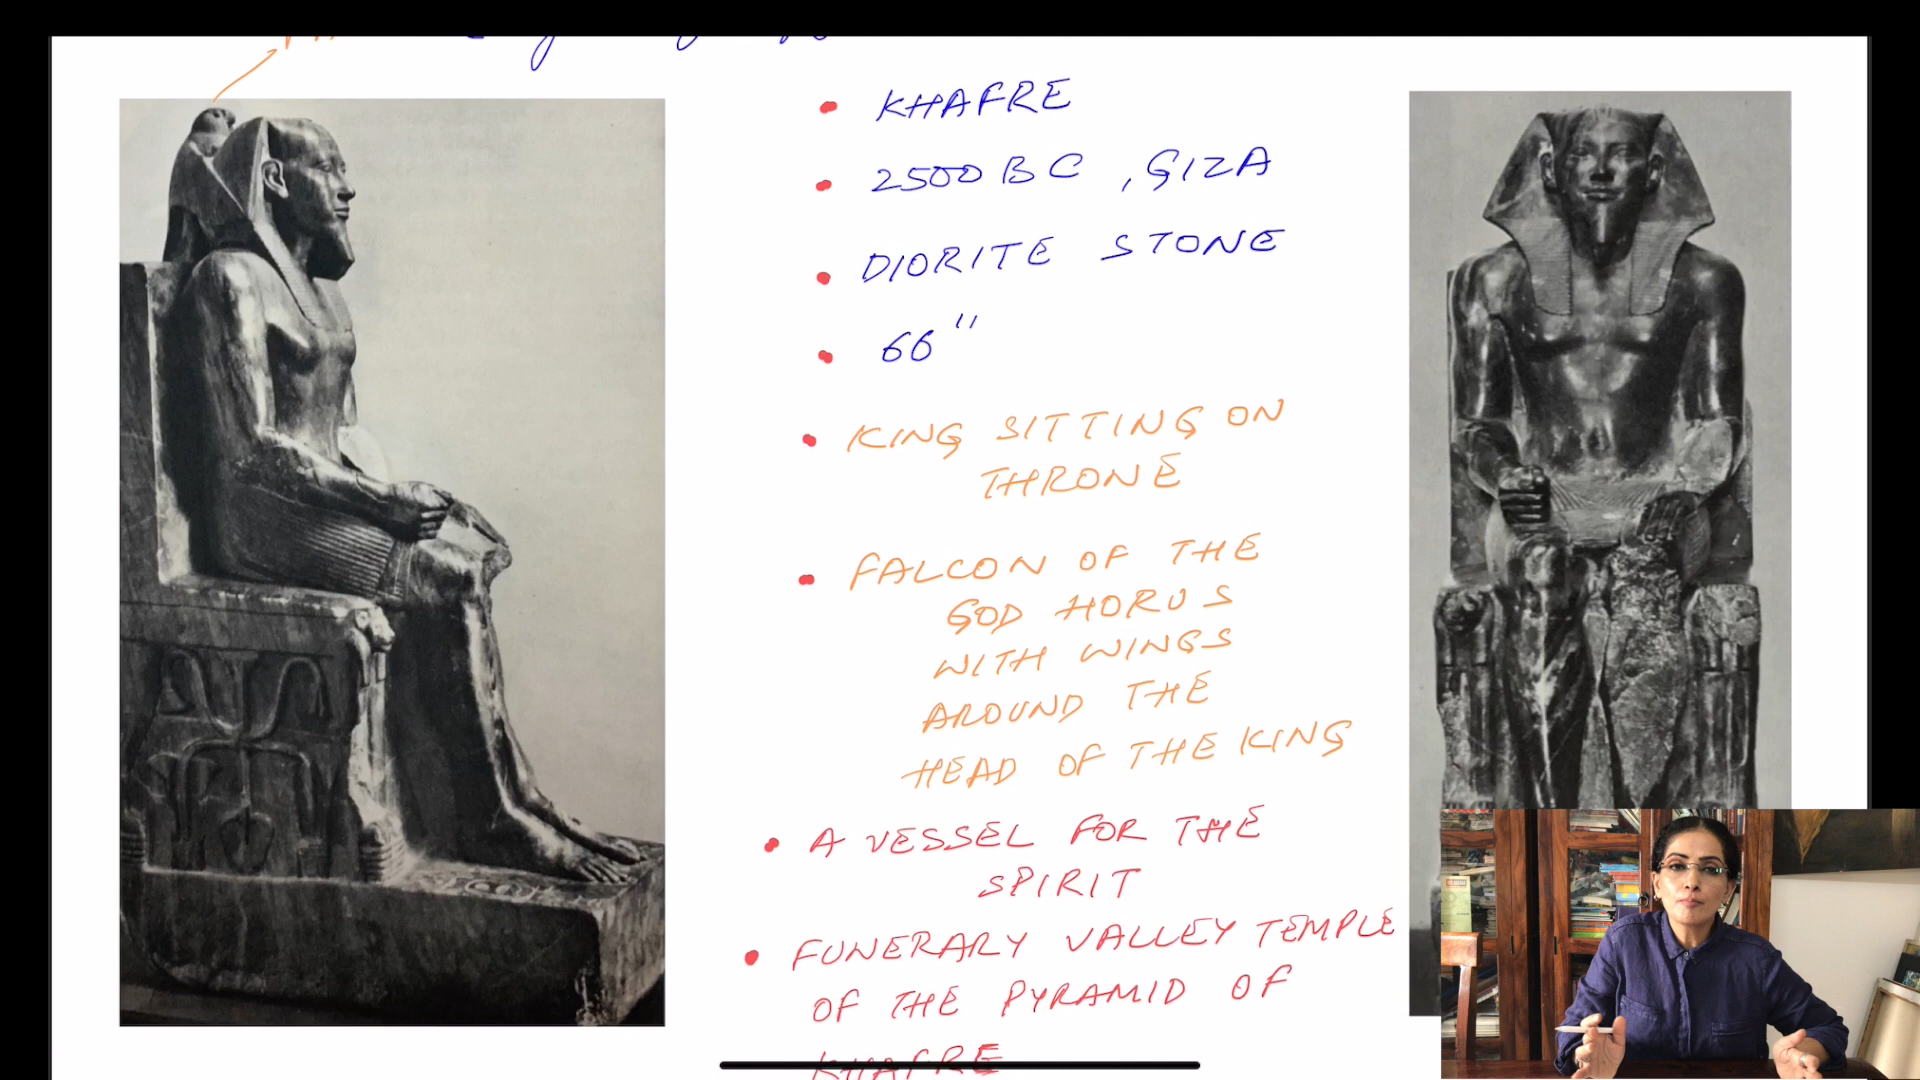 • KHAFRE
• 2500 BC, GIZA
• DIORITE STONE
• 66"
• KING SITTING ON
THRONE
• FALCON OF THE
GOD HORUS
WITH WINGS
AROUND THE
HEAD OF THE KING
• A VESSEL FOR THE
SPIRIT
• FUNERARY VALLEY TEMPLE
OF THE PYRAMID OF
KHAFRE